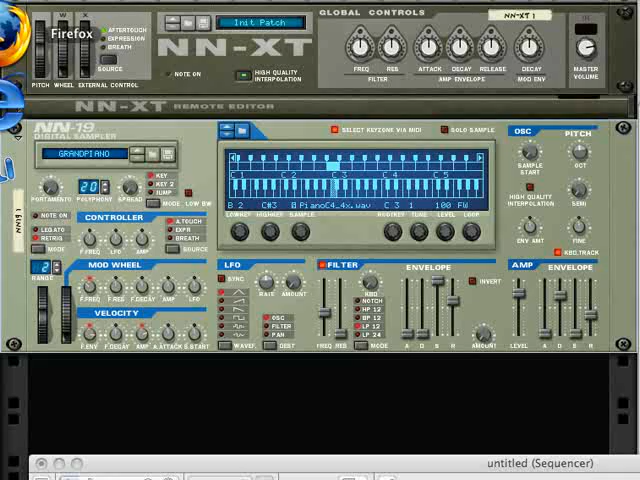 GLOBAL CONTROLS
NN-XT 1
Firefox
W
AFTERTOUCH
EXPRESSION
BREATH
SOURCE
Init Patch
NN-XT
NOTE ON
HIGH QUALITY
INTERPOLATION
PITCH WHEEL EXTERNAL CONTROL
FREQ RES
FILTER
ATTACK DECAY RELEASE
AMP ENVELOPE
DECAY
MOD ENV
MASTER
VOLUME
NN-XT REMOTE EDITOR
NN-19
DIGITAL SAMPLER
GRANDPIANO
SELECT KEYZONE VIA MIDI
SOLO SAMPLE
OSC
PITCH
SAMPLE
START
OCT
HIGH QUALITY
INTERPOLATION
SEMI
ENV AMT
FINE
KBD.TRACK
20
PORTAMENTO
POLYPHONY
SPREAD
KEY
KEY 2
JUMP
MODE
LOW BW
C 1 C 2 C 3 C 4 C 5
B 2 C#3 PianoC4_4x.wav C 3 1 100 FW
LOWKEY HIGHKEY SAMPLE ROOTKEY TUNE LEVEL LOOP
NOTE ON
LEGATO
RETRIG
MODE
CONTROLLER
F.FREQ LFO AMP
A.TOUCH
EXPR
BREATH
SOURCE
2
RANGE
MOD WHEEL
F.FREQ F.RES F.DECAY AMP LFO
VELOCITY
F.ENV F.DECAY AMP A.ATTACK S.START
LFO
SYNC
RATE AMOUNT
OSC
FILTER
PAN
WAVEF.
DEST
FILTER
KBD
NOTCH
HP 12
BP 12
LP 12
LP 24
MODE
FREQ RES
ENVELOPE
INVERT
A D S R
AMOUNT
AMP
ENVELOPE
LEVEL
A D S R
untitled (Sequencer)